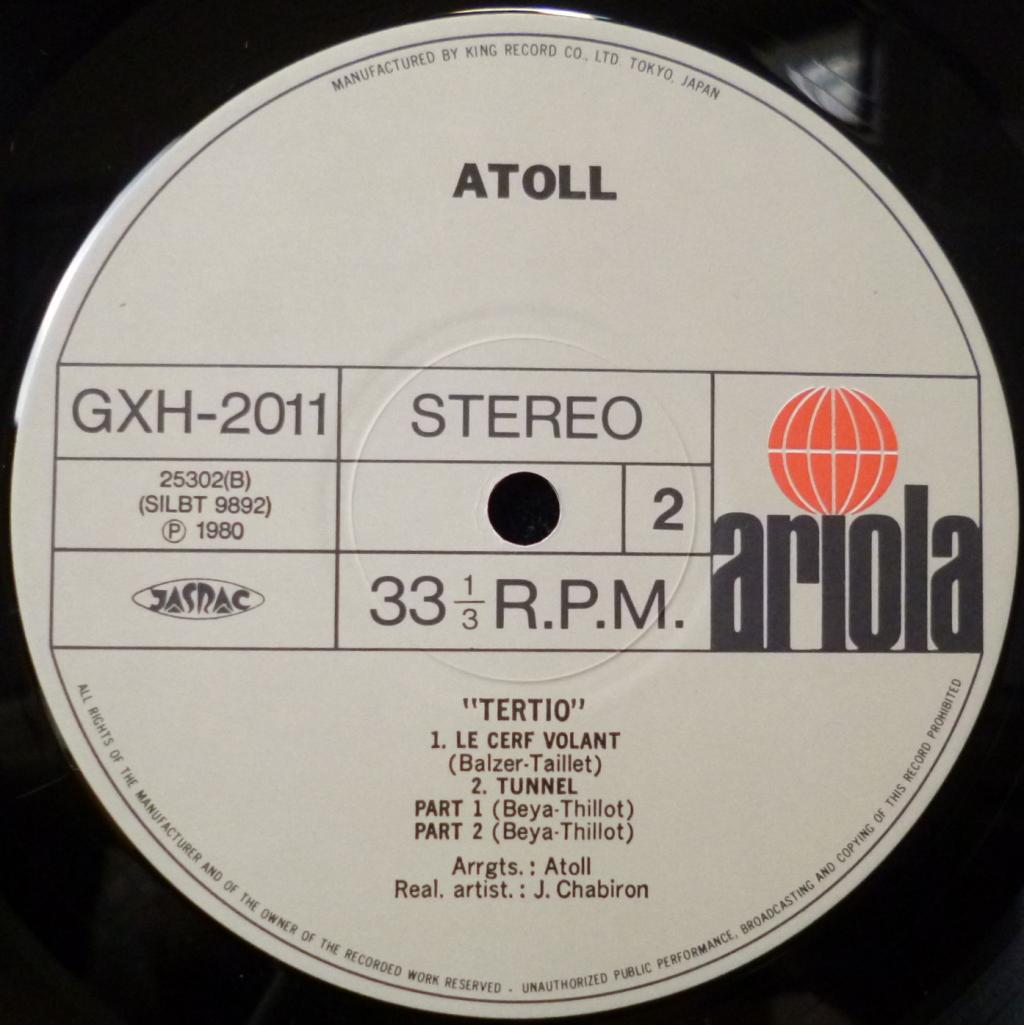 MANUFACTURED BY KING RECORD CO., LTD. TOKYO, JAPAN
ATOLL
GXH-2011
STEREO
25302(B)
(SILBT 9892)
Ⓟ 1980
2
ariola
JASRAC
33 1/3 R.P.M.
"TERTIO"
1. LE CERF VOLANT
(Balzer-Taillet)
2. TUNNEL
PART 1 (Beya-Thillot)
PART 2 (Beya-Thillot)
Arrgts. : Atoll
Real. artist. : J. Chabiron
ALL RIGHTS OF THE MANUFACTURER AND OF THE OWNER OF THE RECORDED WORK RESERVED - UNAUTHORIZED PUBLIC PERFORMANCE, BROADCASTING AND COPYING OF THIS RECORD PROHIBITED